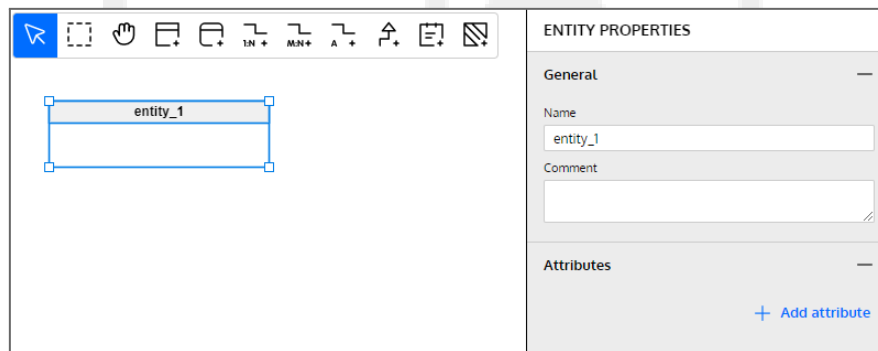 1:N
M:N+
A
ENTITY PROPERTIES
General
Name
entity_1
Comment
Attributes
+ Add attribute
entity_1